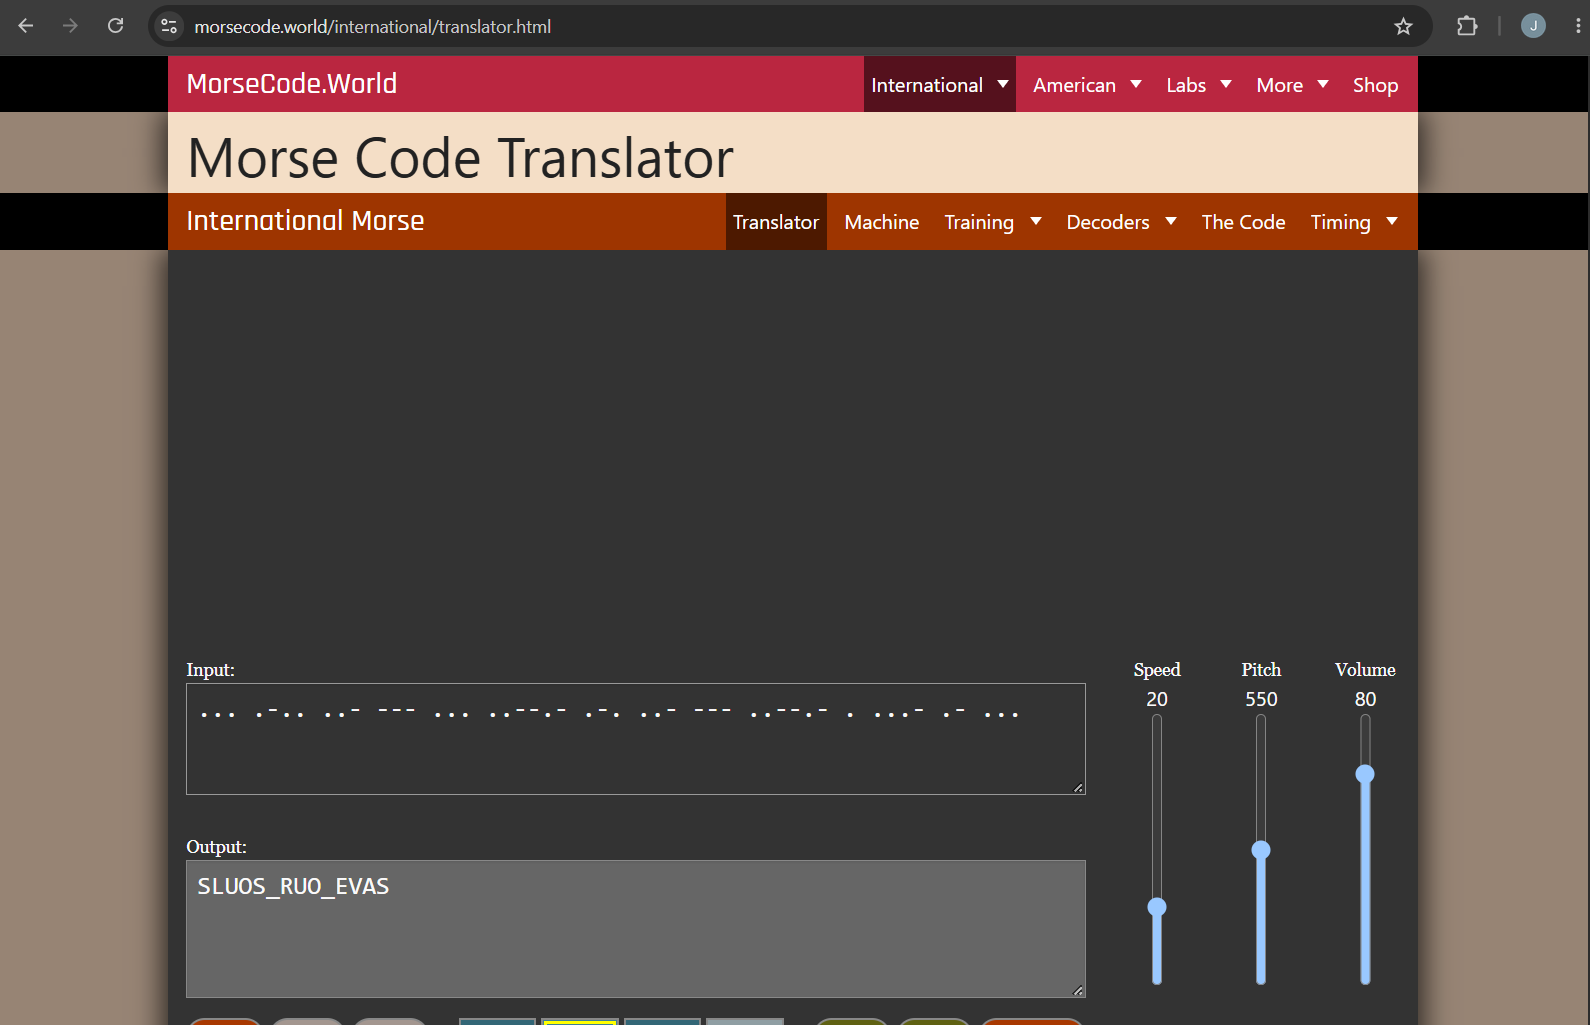 morsecode.world/international/translator.html
J
MorseCode.World
International American Labs More Shop
Morse Code Translator
International Morse
Translator Machine Training Decoders The Code Timing
Input:
... .-.. ..- --- ... ..--.- .-. ..- --- ..--.- . ...- .- ...
Output:
SLUOS_RUO_EVAS
Speed Pitch Volume
20 550 80